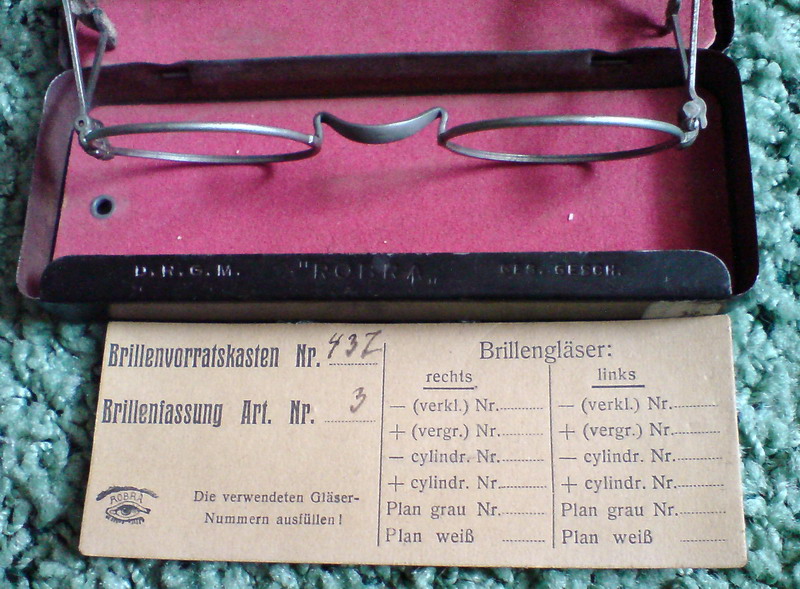 D.R.G.M. "ROBRA„ GES. GESCH.
Brillenvorratskasten Nr. 437
Brillenfassung Art. Nr. 3
ROBRA
Die verwendeten Gläser-
Nummern ausfüllen!
Brillengläser:
rechts
— (verkl.) Nr.
+ (vergr.) Nr.
— cylindr. Nr.
+ cylindr. Nr.
Plan grau Nr.
Plan weiß
links
— (verkl.) Nr.
+ (vergr.) Nr.
— cylindr. Nr.
+ cylindr. Nr.
Plan grau Nr.
Plan weiß